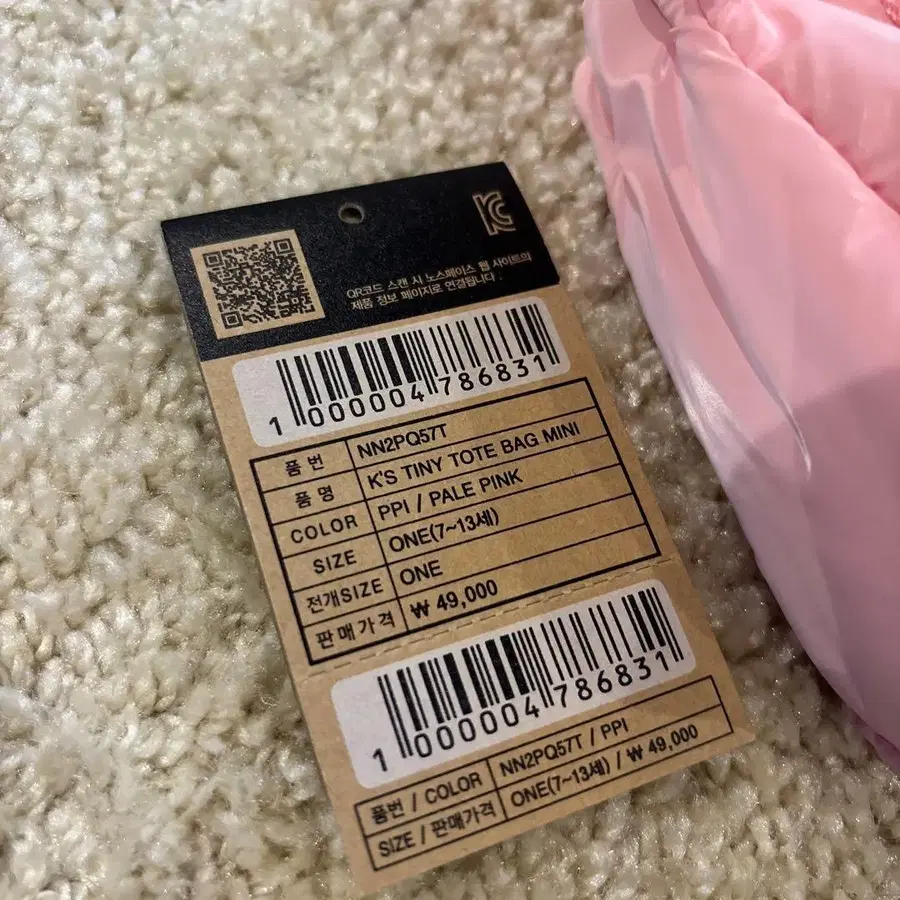 KC
QR코드 스캔 시 노스페이스 웹 사이트의
제품 정보 페이지로 연결됩니다.
1 000004 786831
품번 NN2PQ57T
품명 K'S TINY TOTE BAG MINI
COLOR PPI / PALE PINK
SIZE ONE(7~13세)
전개SIZE ONE
판매가격 ₩ 49,000
1 000004 786831
품번 / COLOR NN2PQ57T / PPI
SIZE / 판매가격 ONE(7~13세) / ₩ 49,000